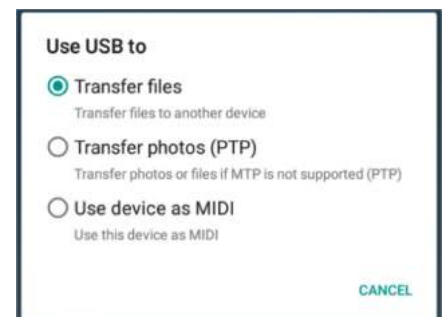 Use USB to
Transfer files
Transfer files to another device
Transfer photos (PTP)
Transfer photos or files if MTP is not supported (PTP)
Use device as MIDI
Use this device as MIDI
CANCEL